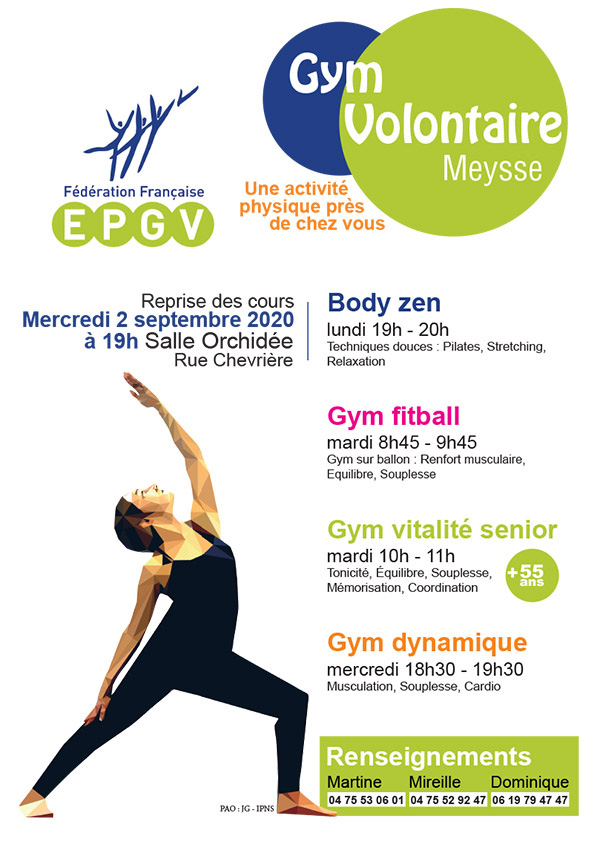 Gym
Volontaire
Meysse
Fédération Française
EPGV
Une activité
physique près
de chez vous
Reprise des cours
Mercredi 2 septembre 2020
à 19h Salle Orchidée
Rue Chevrière
Body zen
lundi 19h - 20h
Techniques douces : Pilates, Stretching,
Relaxation
Gym fitball
mardi 8h45 - 9h45
Gym sur ballon : Renfort musculaire,
Equilibre, Souplesse
Gym vitalité senior
mardi 10h - 11h
Tonicité, Équilibre, Souplesse,
Mémorisation, Coordination
+55
ans
Gym dynamique
mercredi 18h30 - 19h30
Musculation, Souplesse, Cardio
Renseignements
Martine Mireille Dominique
04 75 53 06 01 04 75 52 92 47 06 19 79 47 47
PAO : JG - IPNS